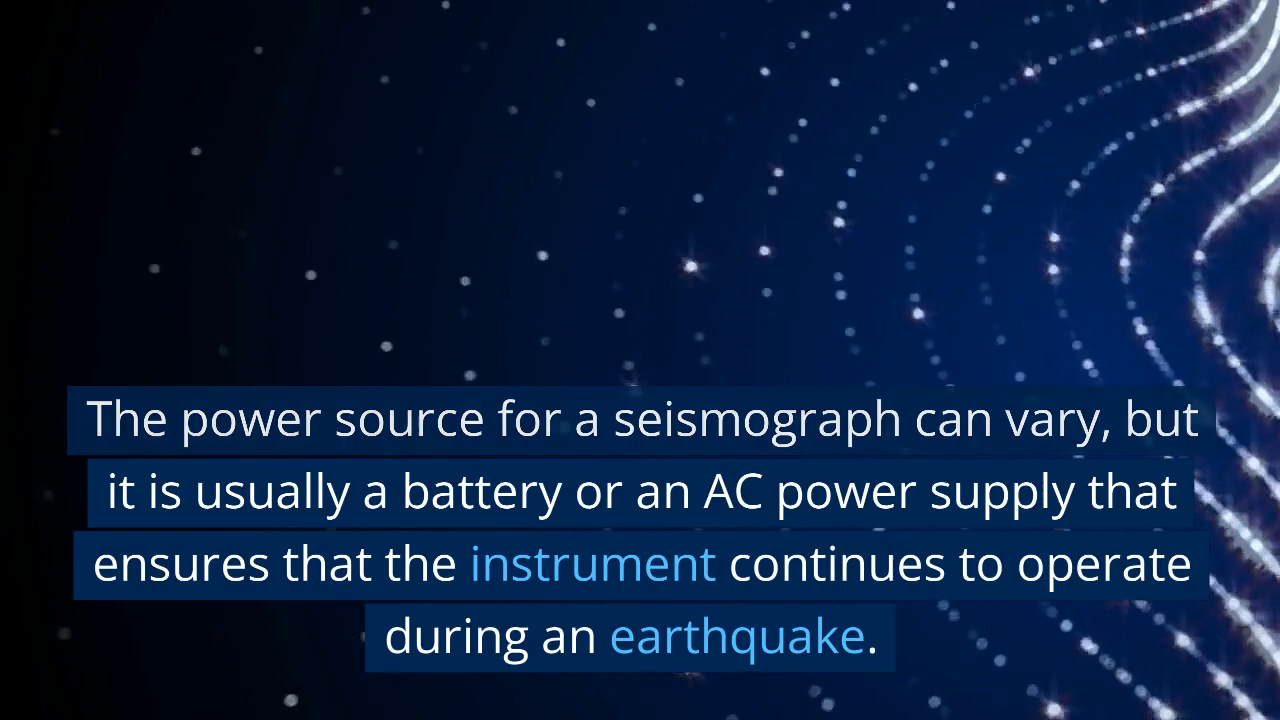 The power source for a seismograph can vary, but
it is usually a battery or an AC power supply that
ensures that the instrument continues to operate
during an earthquake.